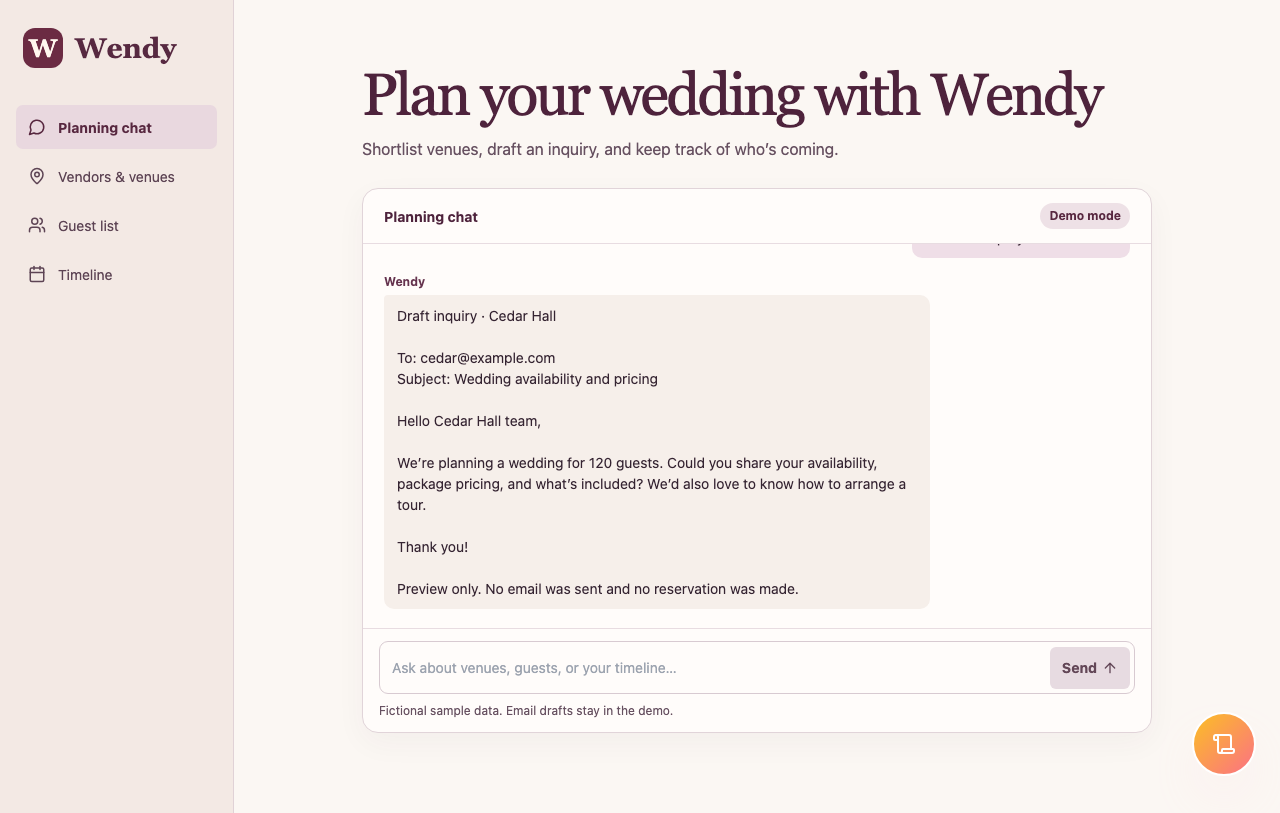 W Wendy
Planning chat
Vendors & venues
Guest list
Timeline
Plan your wedding with Wendy
Shortlist venues, draft an inquiry, and keep track of who’s coming.
Planning chat
Demo mode
Wendy
Draft inquiry · Cedar Hall
To: cedar@example.com
Subject: Wedding availability and pricing
Hello Cedar Hall team,
We’re planning a wedding for 120 guests. Could you share your availability,
package pricing, and what’s included? We’d also love to know how to arrange a
tour.
Thank you!
Preview only. No email was sent and no reservation was made.
Ask about venues, guests, or your timeline…
Send
Fictional sample data. Email drafts stay in the demo.